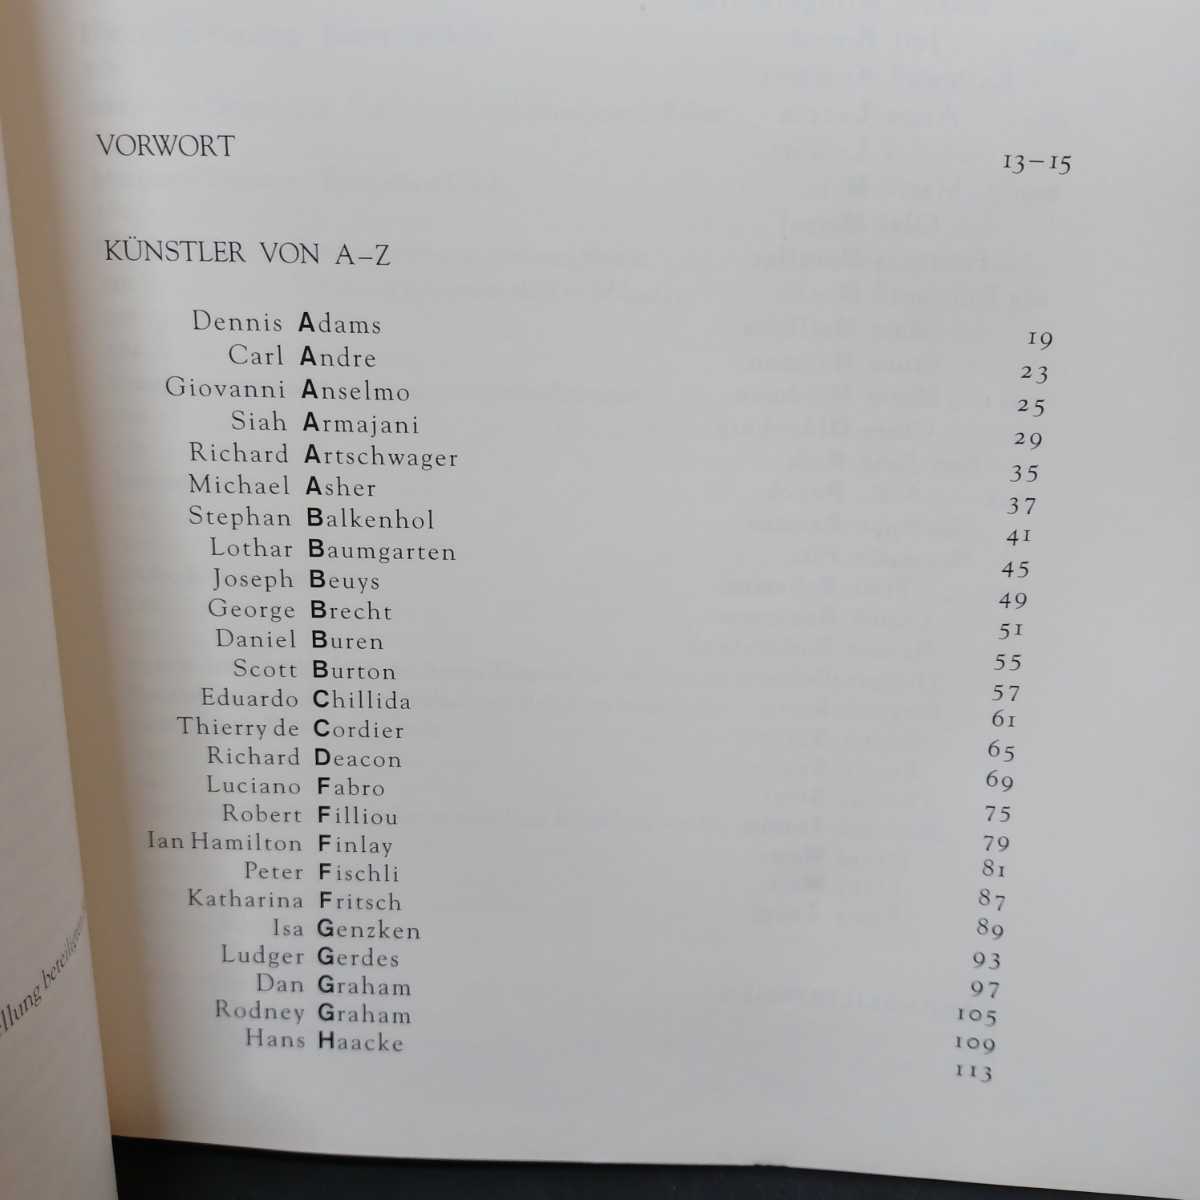 VORWORT 13–15
KÜNSTLER VON A–Z
Dennis Adams 19
Carl Andre 23
Giovanni Anselmo 25
Siah Armajani 29
Richard Artschwager 35
Michael Asher 37
Stephan Balkenhol 41
Lothar Baumgarten 45
Joseph Beuys 49
George Brecht 51
Daniel Buren 55
Scott Burton 57
Eduardo Chillida 61
Thierry de Cordier 65
Richard Deacon 69
Luciano Fabro 75
Robert Filliou 79
Ian Hamilton Finlay 81
Peter Fischli 87
Katharina Fritsch 89
Isa Genzken 93
Ludger Gerdes 97
Dan Graham 105
Rodney Graham 109
Hans Haacke 113